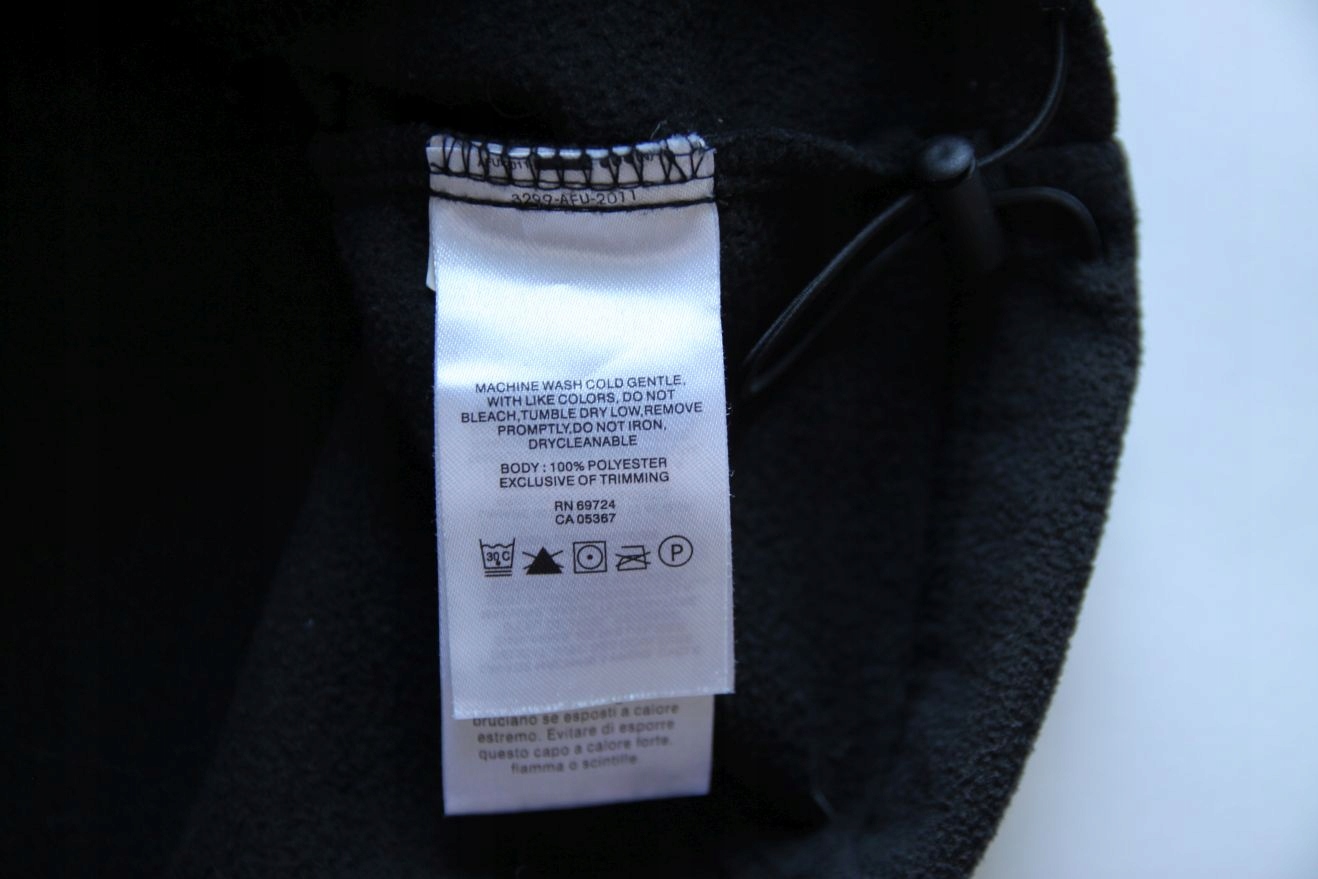 3299-AFU-2011
MACHINE WASH COLD GENTLE,
WITH LIKE COLORS, DO NOT
BLEACH,TUMBLE DRY LOW,REMOVE
PROMPTLY,DO NOT IRON,
DRYCLEANABLE
BODY : 100% POLYESTER
EXCLUSIVE OF TRIMMING
RN 69724
CA 05367
30 C
P
bruciano se esposti a calore
estremo. Evitare di esporre
questo capo a calore forte.
fiamma o scintille